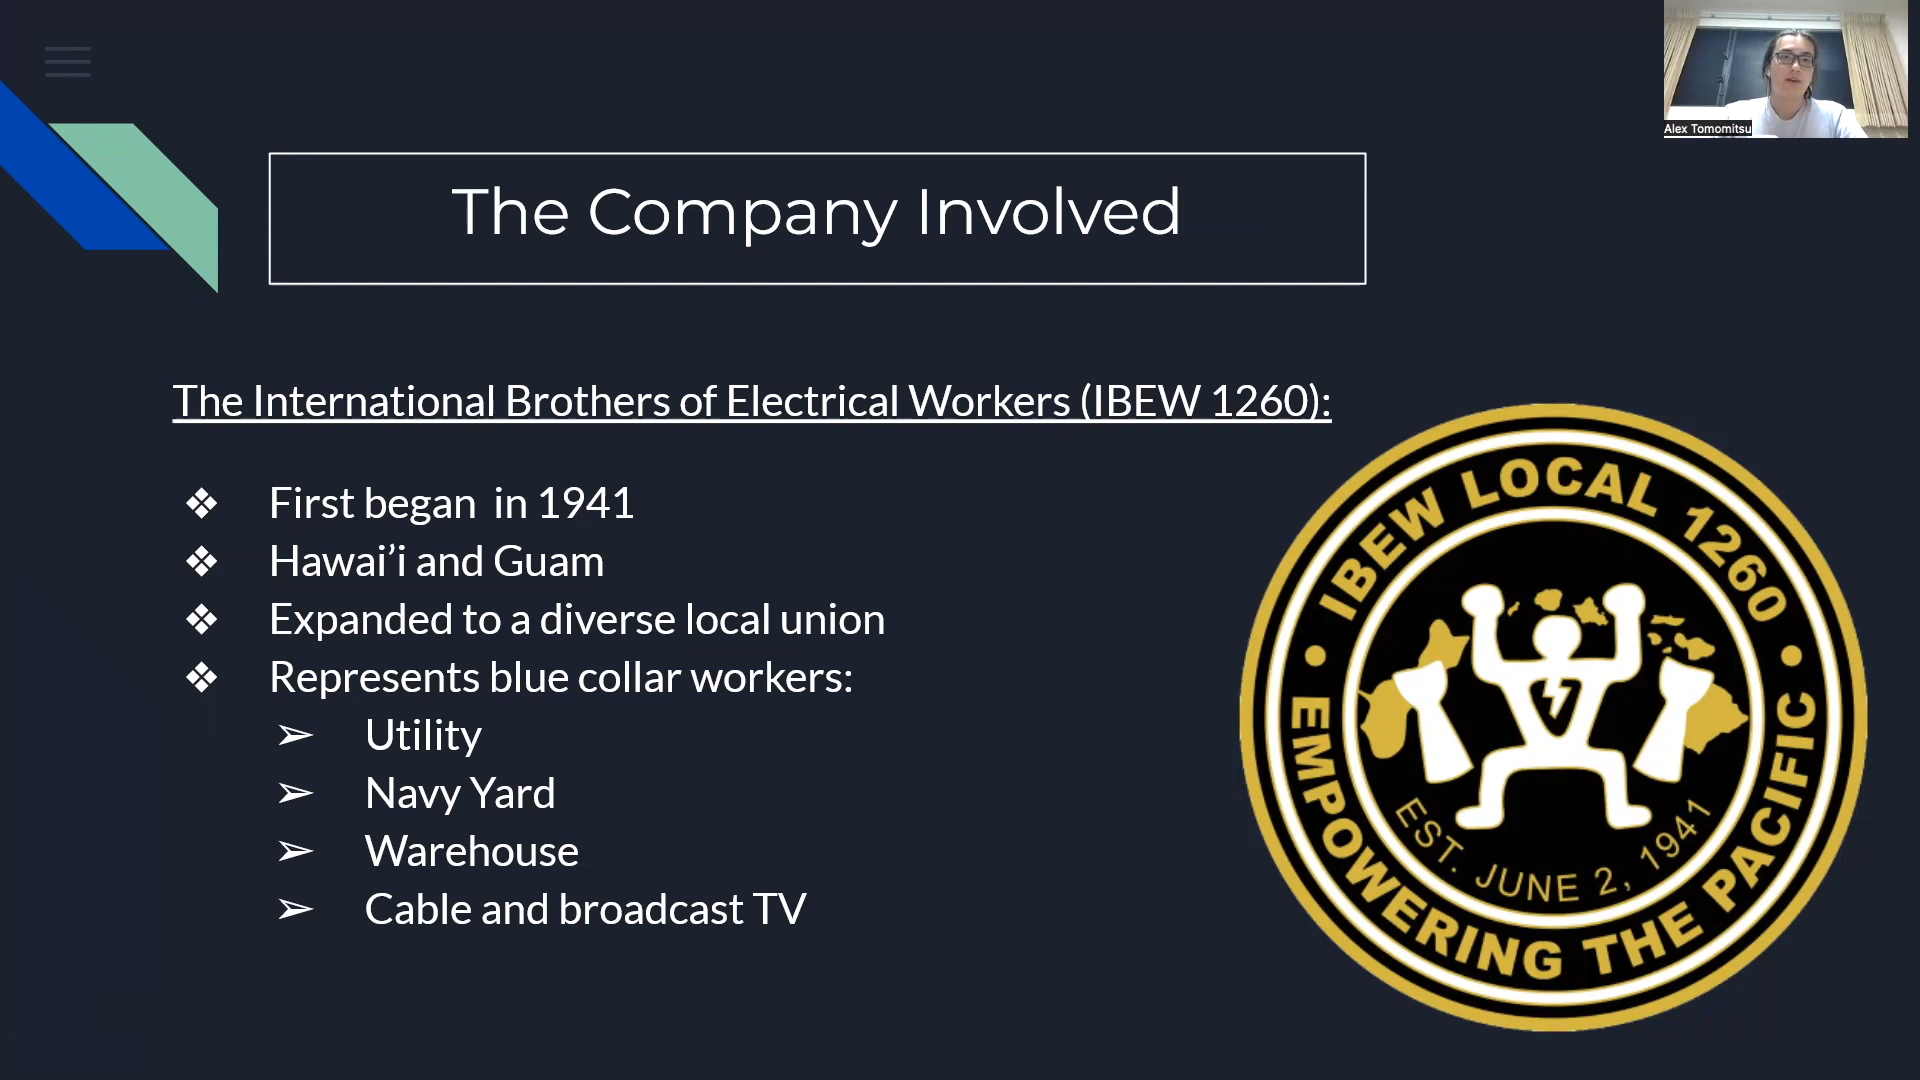 Alex Tomomitsu
The Company Involved
The International Brothers of Electrical Workers (IBEW 1260):
❖ First began  in 1941
❖ Hawai’i and Guam
❖ Expanded to a diverse local union
❖ Represents blue collar workers:
➢ Utility
➢ Navy Yard
➢ Warehouse
➢ Cable and broadcast TV
IBEW LOCAL 1260
EST. JUNE 2, 1941
EMPOWERING THE PACIFIC